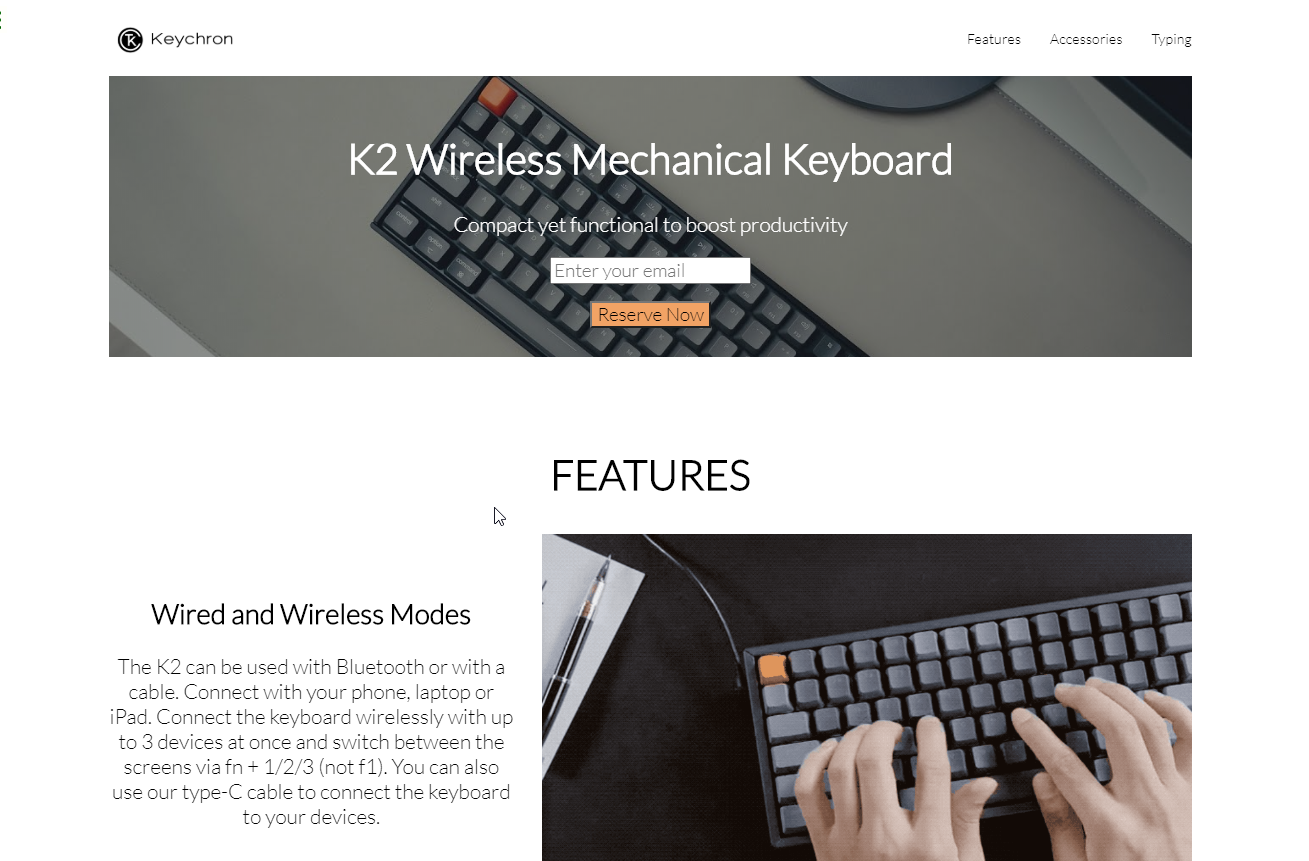 Keychron
Features Accessories Typing
K2 Wireless Mechanical Keyboard
Compact yet functional to boost productivity
Enter your email
Reserve Now
FEATURES
Wired and Wireless Modes
The K2 can be used with Bluetooth or with a
cable. Connect with your phone, laptop or
iPad. Connect the keyboard wirelessly with up
to 3 devices at once and switch between the
screens via fn + 1/2/3 (not f1). You can also
use our type-C cable to connect the keyboard
to your devices.